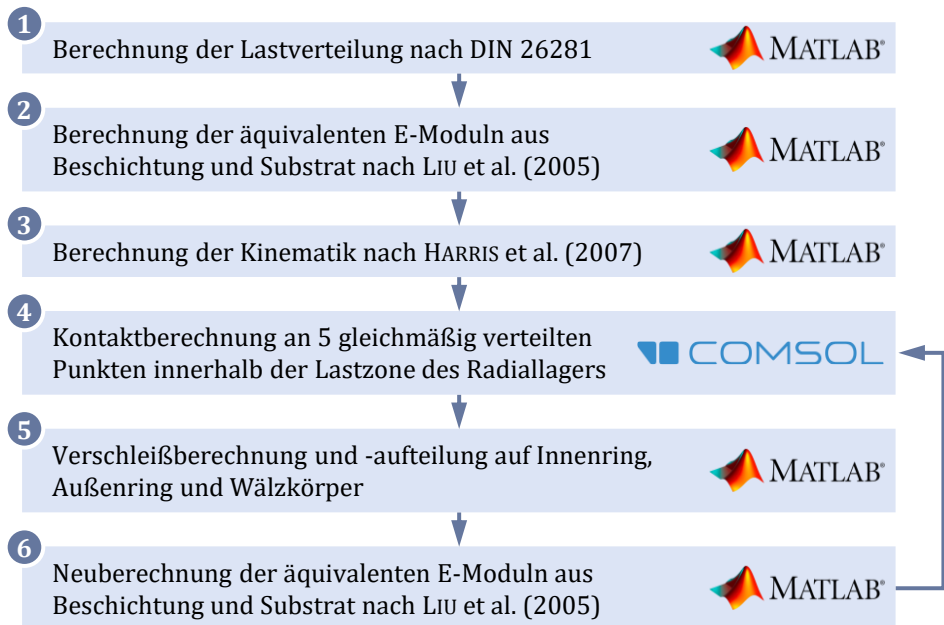 1
Berechnung der Lastverteilung nach DIN 26281
MATLAB®
2
Berechnung der äquivalenten E-Moduln aus
Beschichtung und Substrat nach LIU et al. (2005)
MATLAB®
3
Berechnung der Kinematik nach HARRIS et al. (2007)
MATLAB®
4
Kontaktberechnung an 5 gleichmäßig verteilten
Punkten innerhalb der Lastzone des Radiallagers
COMSOL
5
Verschleißberechnung und -aufteilung auf Innenring,
Außenring und Wälzkörper
MATLAB®
6
Neuberechnung der äquivalenten E-Moduln aus
Beschichtung und Substrat nach LIU et al. (2005)
MATLAB®